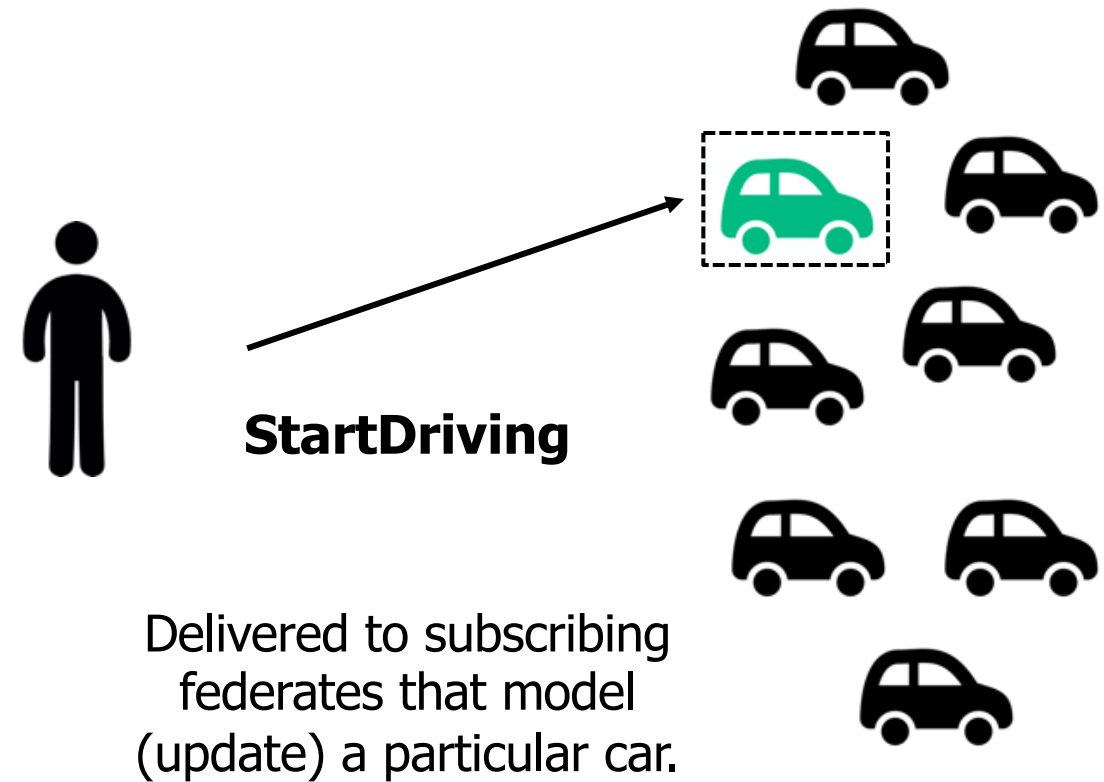 StartDriving
Delivered to subscribing
federates that model
(update) a particular car.